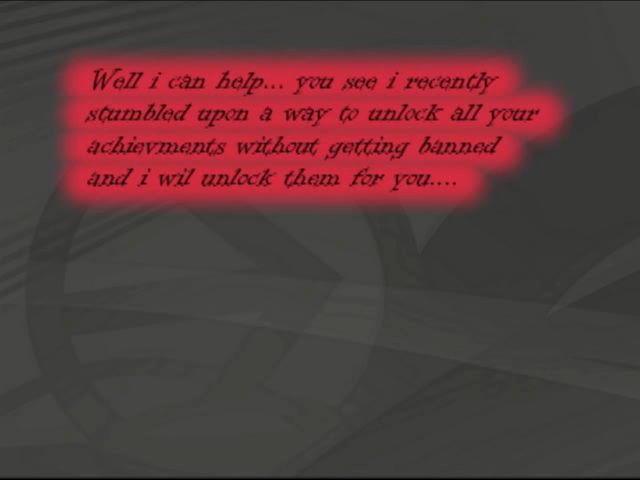 Well i can help... you see i recently
stumbled upon a way to unlock all your
achievments without getting banned
and i wil unlock them for you....